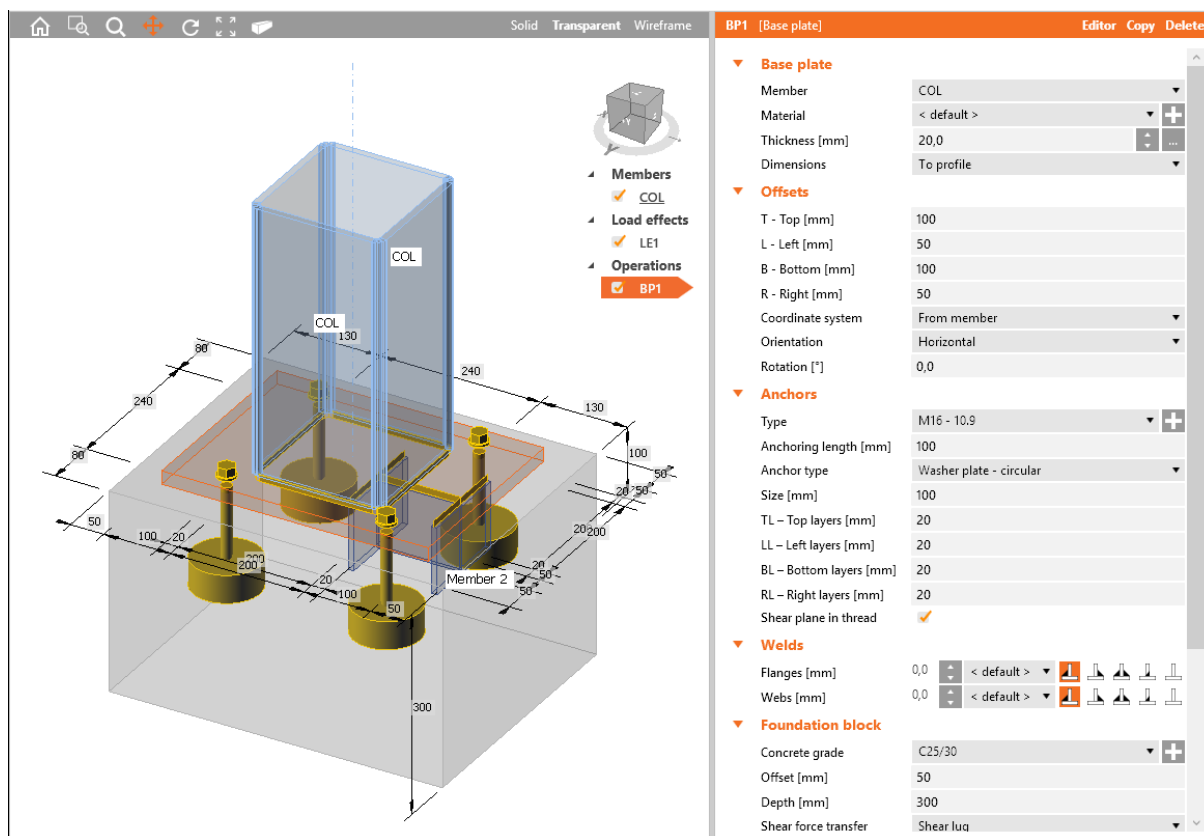 Solid Transparent Wireframe
BP1 [Base plate] Editor Copy Delete
Members
COL
Load effects
LE1
Operations
BP1
COL
COL
130
240
130
80
240
80
100
50
20
50
20
200
20
50
50
50
100
20
200
200
20
100
50
Member 2
300
Base plate
Member COL
Material < default >
Thickness [mm] 20,0 ...
Dimensions To profile
Offsets
T - Top [mm] 100
L - Left [mm] 50
B - Bottom [mm] 100
R - Right [mm] 50
Coordinate system From member
Orientation Horizontal
Rotation [°] 0,0
Anchors
Type M16 - 10.9
Anchoring length [mm] 100
Anchor type Washer plate - circular
Size [mm] 100
TL – Top layers [mm] 20
LL – Left layers [mm] 20
BL – Bottom layers [mm] 20
RL – Right layers [mm] 20
Shear plane in thread
Welds
Flanges [mm] 0,0 < default >
Webs [mm] 0,0 < default >
Foundation block
Concrete grade C25/30
Offset [mm] 50
Depth [mm] 300
Shear force transfer Shear lug